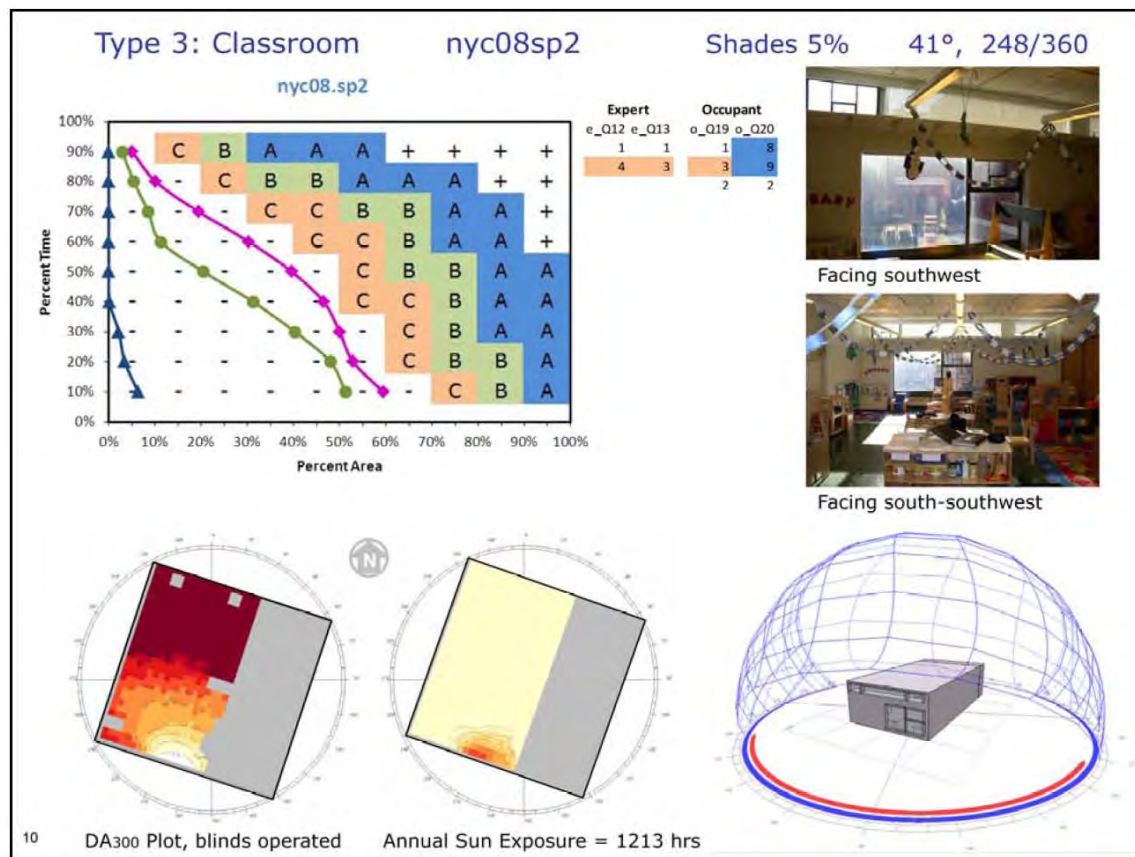 Type 3: Classroom nyc08sp2 Shades 5% 41°, 248/360
nyc08.sp2
Expert Occupant
e_Q12 e_Q13 o_Q19 o_Q20
1 1 1 8
4 3 3 9
2 2
Percent Time
100%
90% C B A A A + + + +
80% - C B B A A A + +
70% - - C C B B A A +
60% - - - C C B A A +
50% - - - C B B A A
40% - - - - C C B A A
30% - - - - - C B A A
20% - - - - - C B B A
10% - - - - - - C B A
0%
0% 10% 20% 30% 40% 50% 60% 70% 80% 90% 100%
Percent Area
Facing southwest
Facing south-southwest
N
DA300 Plot, blinds operated
Annual Sun Exposure = 1213 hrs
10